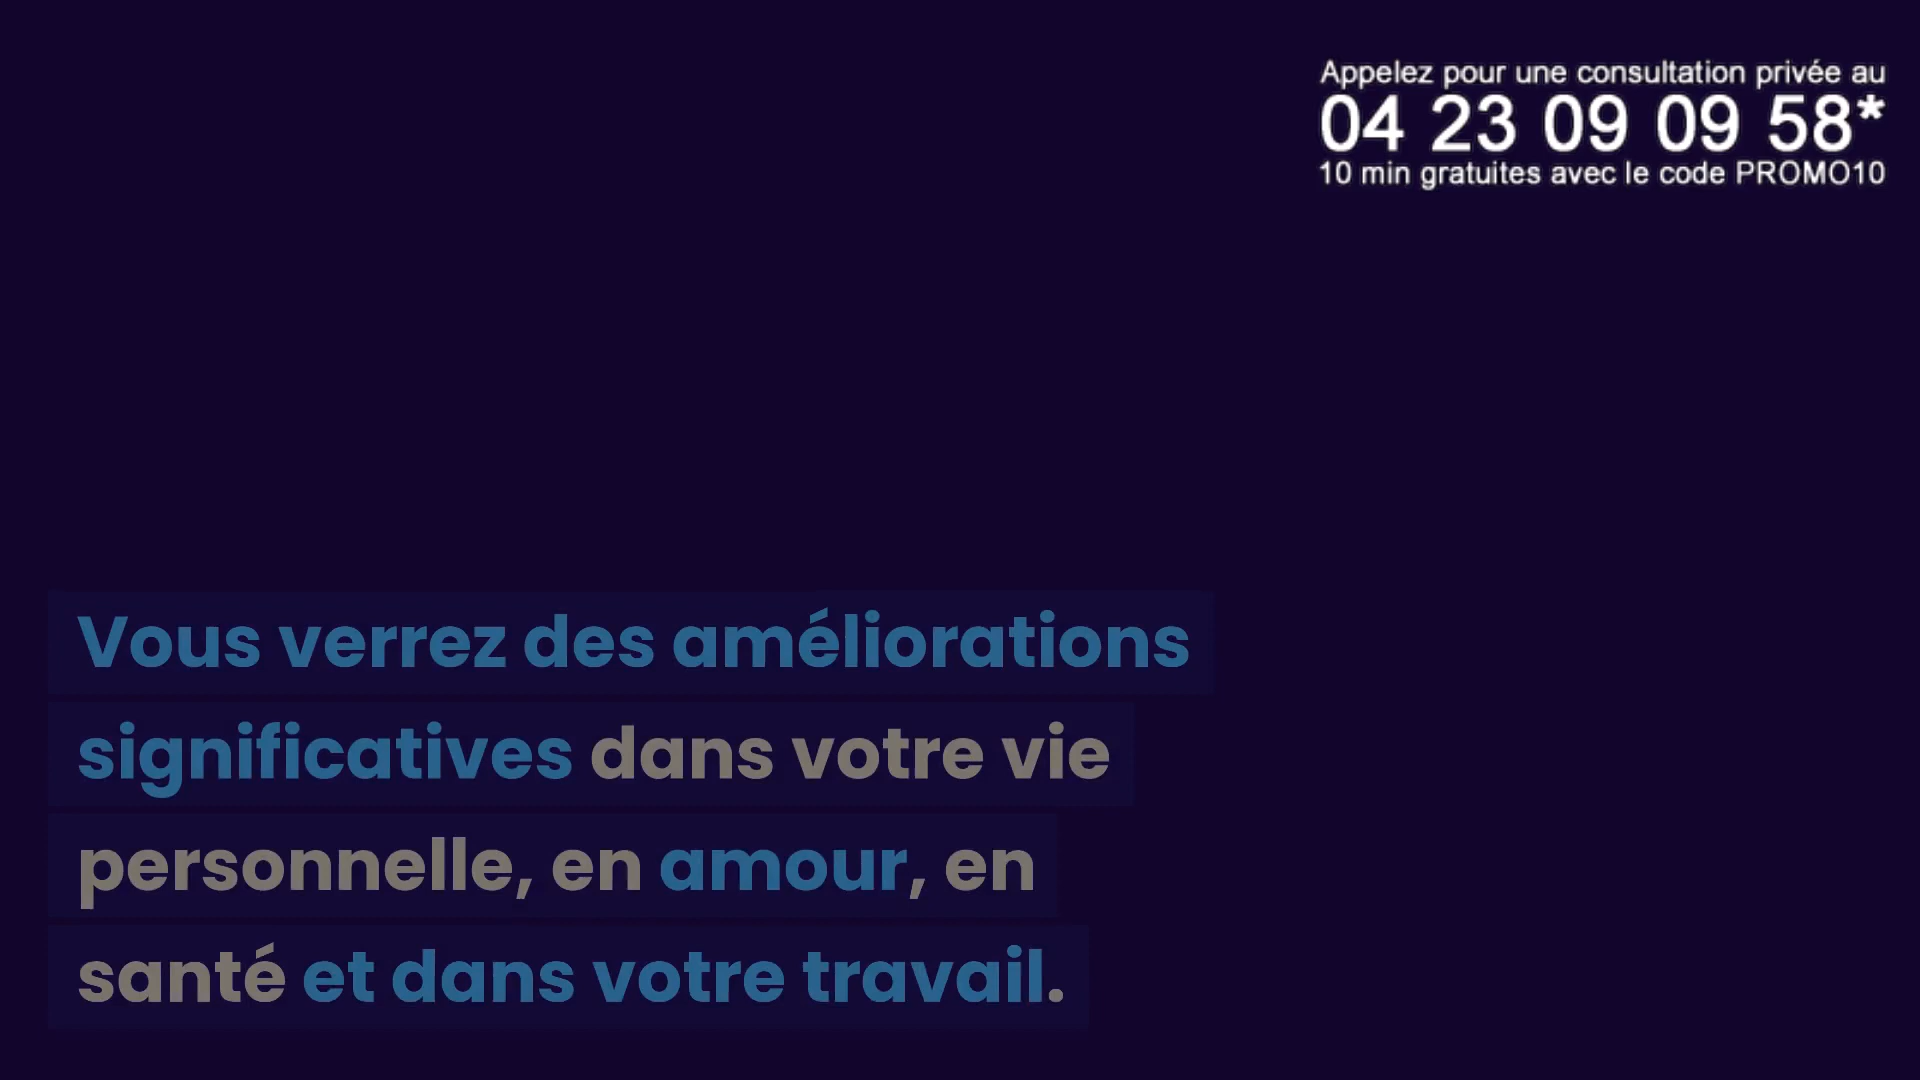 Appelez pour une consultation privée au
04 23 09 09 58*
10 min gratuites avec le code PROMO10
Vous verrez des améliorations
significatives dans votre vie
personnelle, en amour, en
santé et dans votre travail.